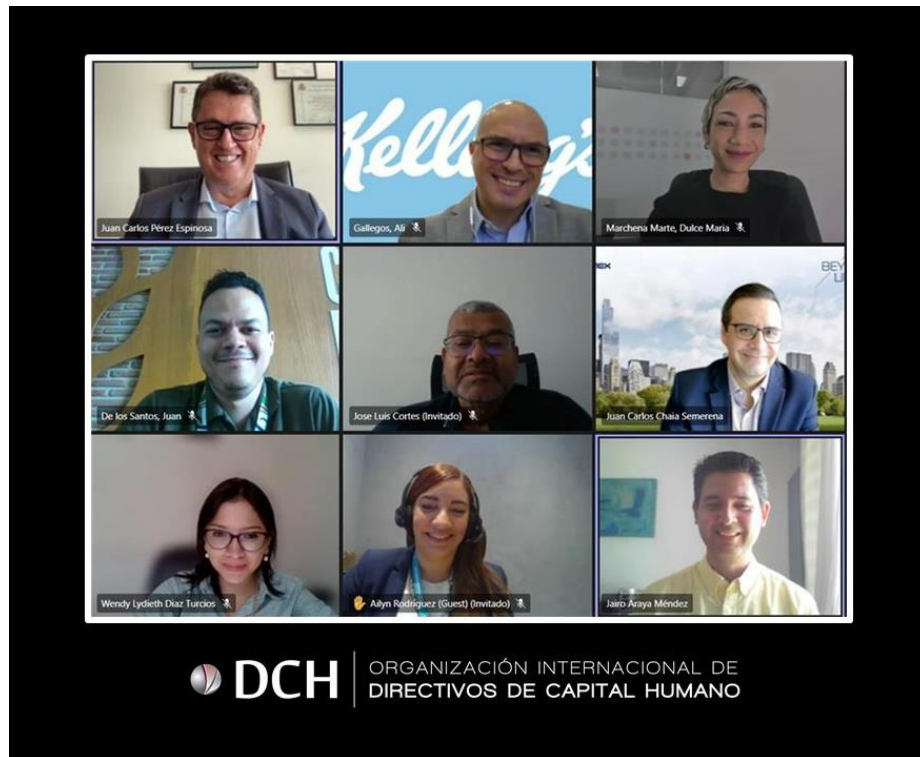 Juan Carlos Pérez Espinosa
Kellogg's
Gallegos, Ali
Marchena Marte, Dulce Maria
De los Santos, Juan
Jose Luis Cortes (Invitado)
BEY
Juan Carlos Chaia Semerena
Wendy Lydieth Diaz Turcios
Ailyn Rodríguez (Guest) (Invitado)
Jairo Araya Méndez
DCH
ORGANIZACIÓN INTERNACIONAL DE
DIRECTIVOS DE CAPITAL HUMANO